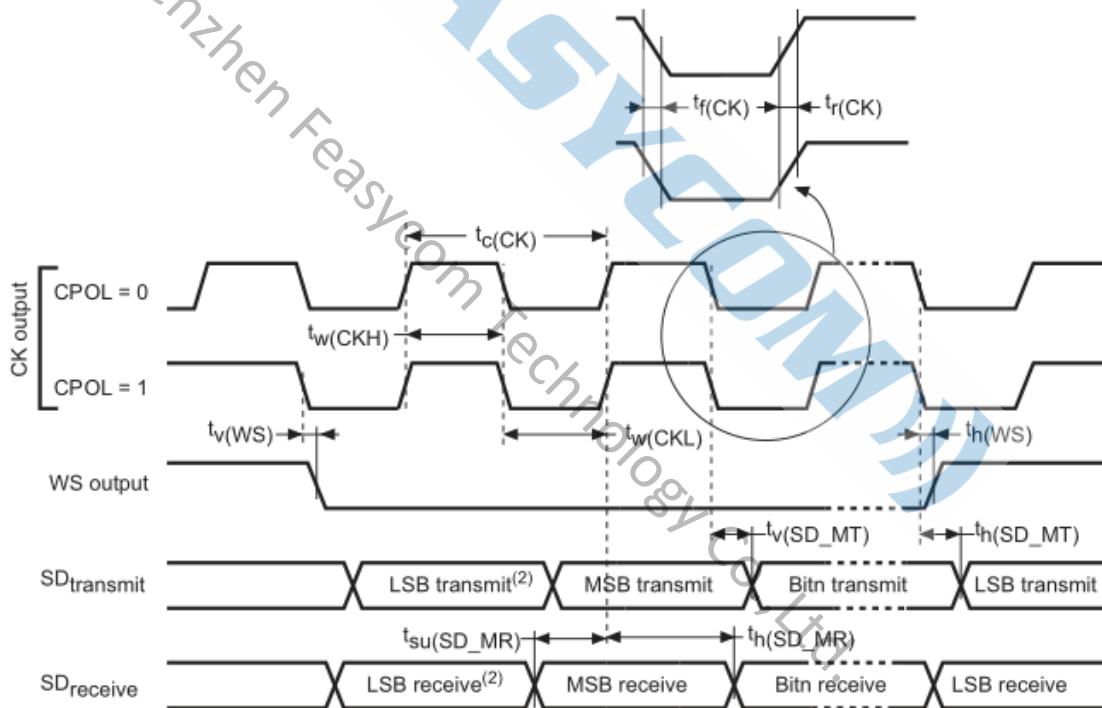 tf(CK)
tr(CK)
tc(CK)
CK output
CPOL = 0
tw(CKH)
CPOL = 1
tv(WS)
tw(CKL)
th(WS)
WS output
tv(SD_MT)
th(SD_MT)
SDtransmit
LSB transmit(2)
MSB transmit
Bitn transmit
LSB transmit
tsu(SD_MR)
th(SD_MR)
SDreceive
LSB receive(2)
MSB receive
Bitn receive
LSB receive
enzhen Feasycom Technology Co.,Ltd.
EASYCOM